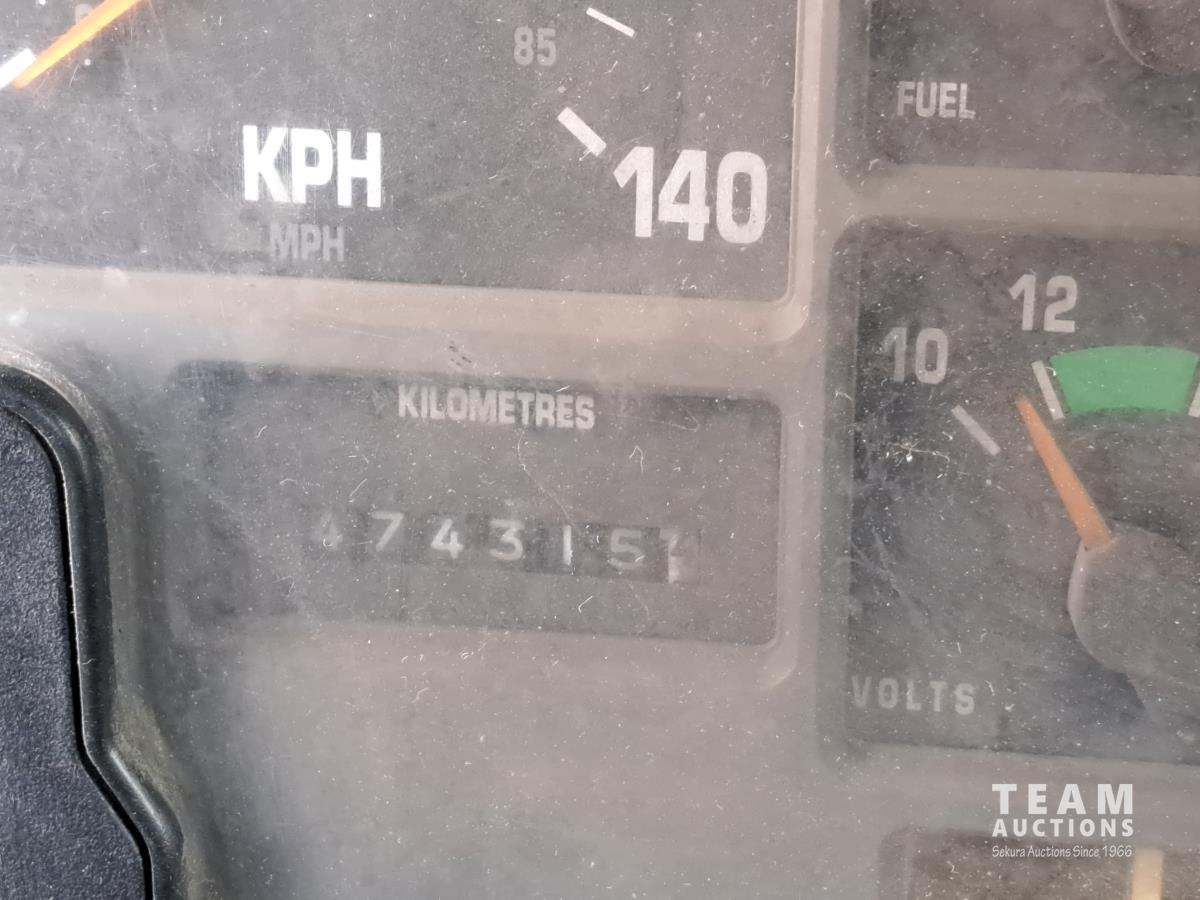 85
FUEL
KPH
140
MPH
12
10
KILOMETRES
474315
VOLTS
TEAM
AUCTIONS
Sekura Auctions Since 1966